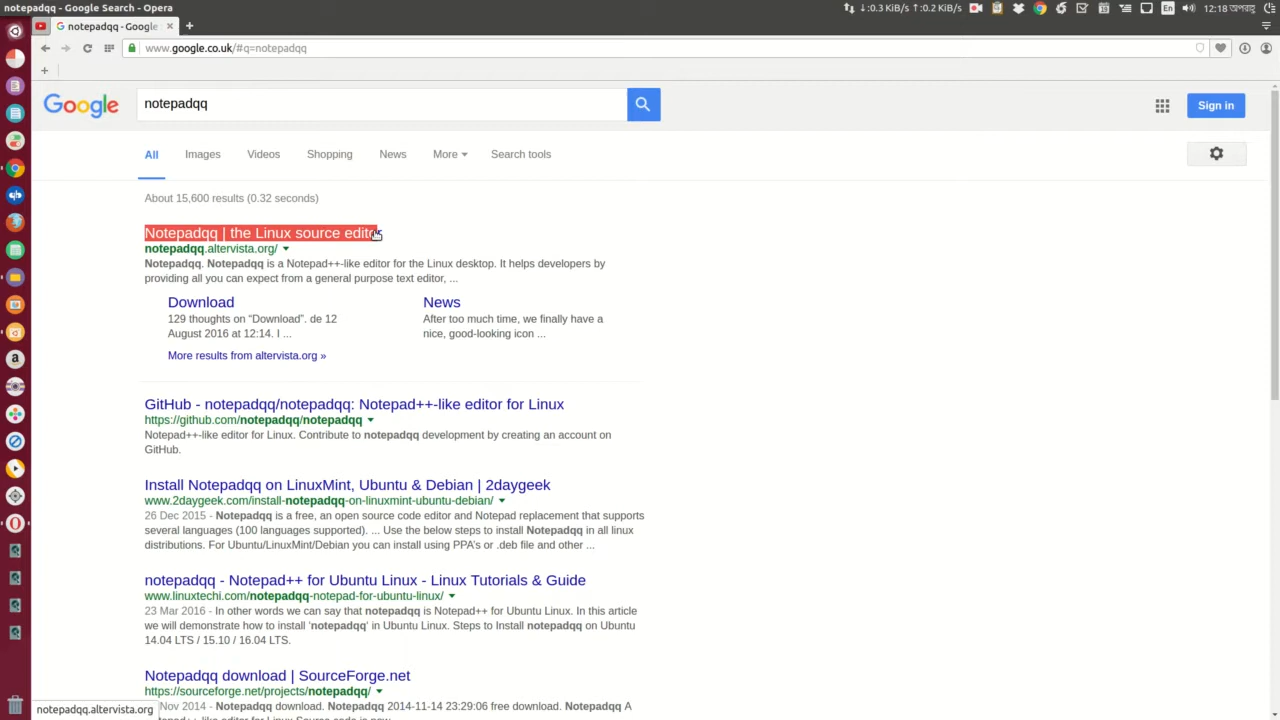 notepadqq - Google Search - Opera
↓:0.3 KiB/s ↑:0.2 KiB/s
En
12:18
notepadqq - Google
www.google.co.uk/#q=notepadqq
Google
notepadqq
Sign in
All Images Videos Shopping News More Search tools
About 15,600 results (0.32 seconds)
Notepadqq | the Linux source editor
notepadqq.altervista.org/
Notepadqq. Notepadqq is a Notepad++-like editor for the Linux desktop. It helps developers by
providing all you can expect from a general purpose text editor, ...
Download
129 thoughts on “Download”. de 12
August 2016 at 12:14. I ...
News
After too much time, we finally have a
nice, good-looking icon ...
More results from altervista.org »
GitHub - notepadqq/notepadqq: Notepad++-like editor for Linux
https://github.com/notepadqq/notepadqq
Notepad++-like editor for Linux. Contribute to notepadqq development by creating an account on
GitHub.
Install Notepadqq on LinuxMint, Ubuntu & Debian | 2daygeek
www.2daygeek.com/install-notepadqq-on-linuxmint-ubuntu-debian/
26 Dec 2015 - Notepadqq is a free, an open source code editor and Notepad replacement that supports
several languages (100 languages supported). ... Use the below steps to install Notepadqq in all linux
distributions. For Ubuntu/LinuxMint/Debian you can install using PPA's or .deb file and other ...
notepadqq - Notepad++ for Ubuntu Linux - Linux Tutorials & Guide
www.linuxtechi.com/notepadqq-notepad-for-ubuntu-linux/
23 Mar 2016 - In other words we can say that notepadqq is Notepad++ for Ubuntu Linux. In this article
we will demonstrate how to install 'notepadqq' in Ubuntu Linux. Steps to Install notepadqq on Ubuntu
14.04 LTS / 15.10 / 16.04 LTS.
Notepadqq download | SourceForge.net
https://sourceforge.net/projects/notepadqq/
Nov 2014 - Notepadqq download. Notepadqq 2014-11-14 23:29:06 free download. Notepadqq A
notepadqq.altervista.org